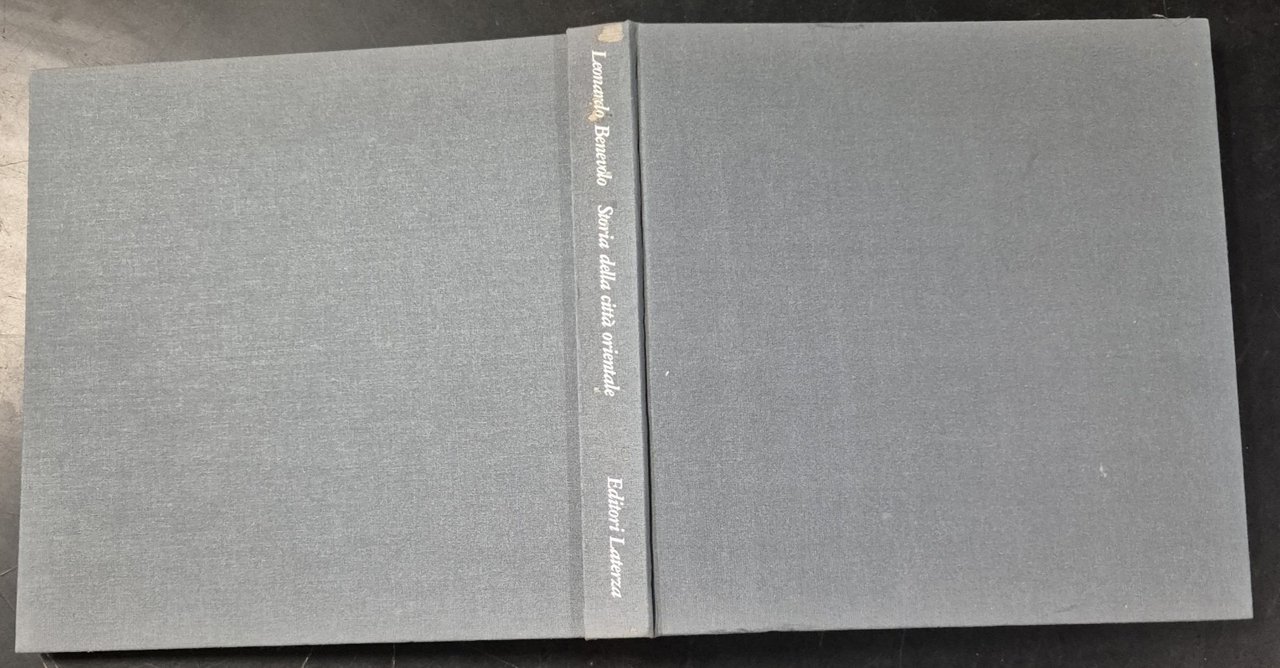 Leonardo Benevolo Storia della città orientale Editori Laterza